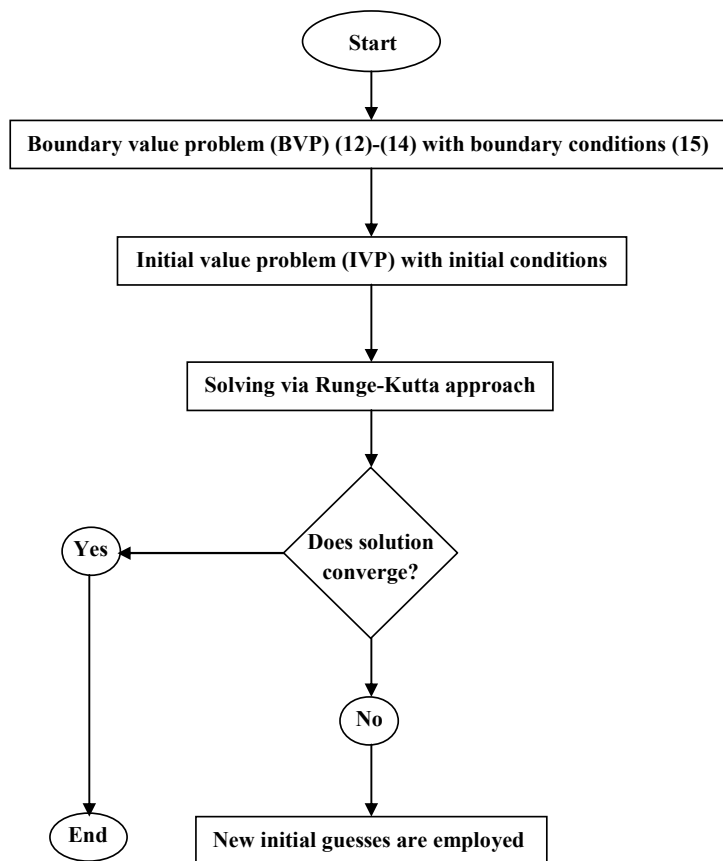 Start
Boundary value problem (BVP) (12)-(14) with boundary conditions (15)
Initial value problem (IVP) with initial conditions
Solving via Runge-Kutta approach
Does solution
converge?
Yes
No
End
New initial guesses are employed